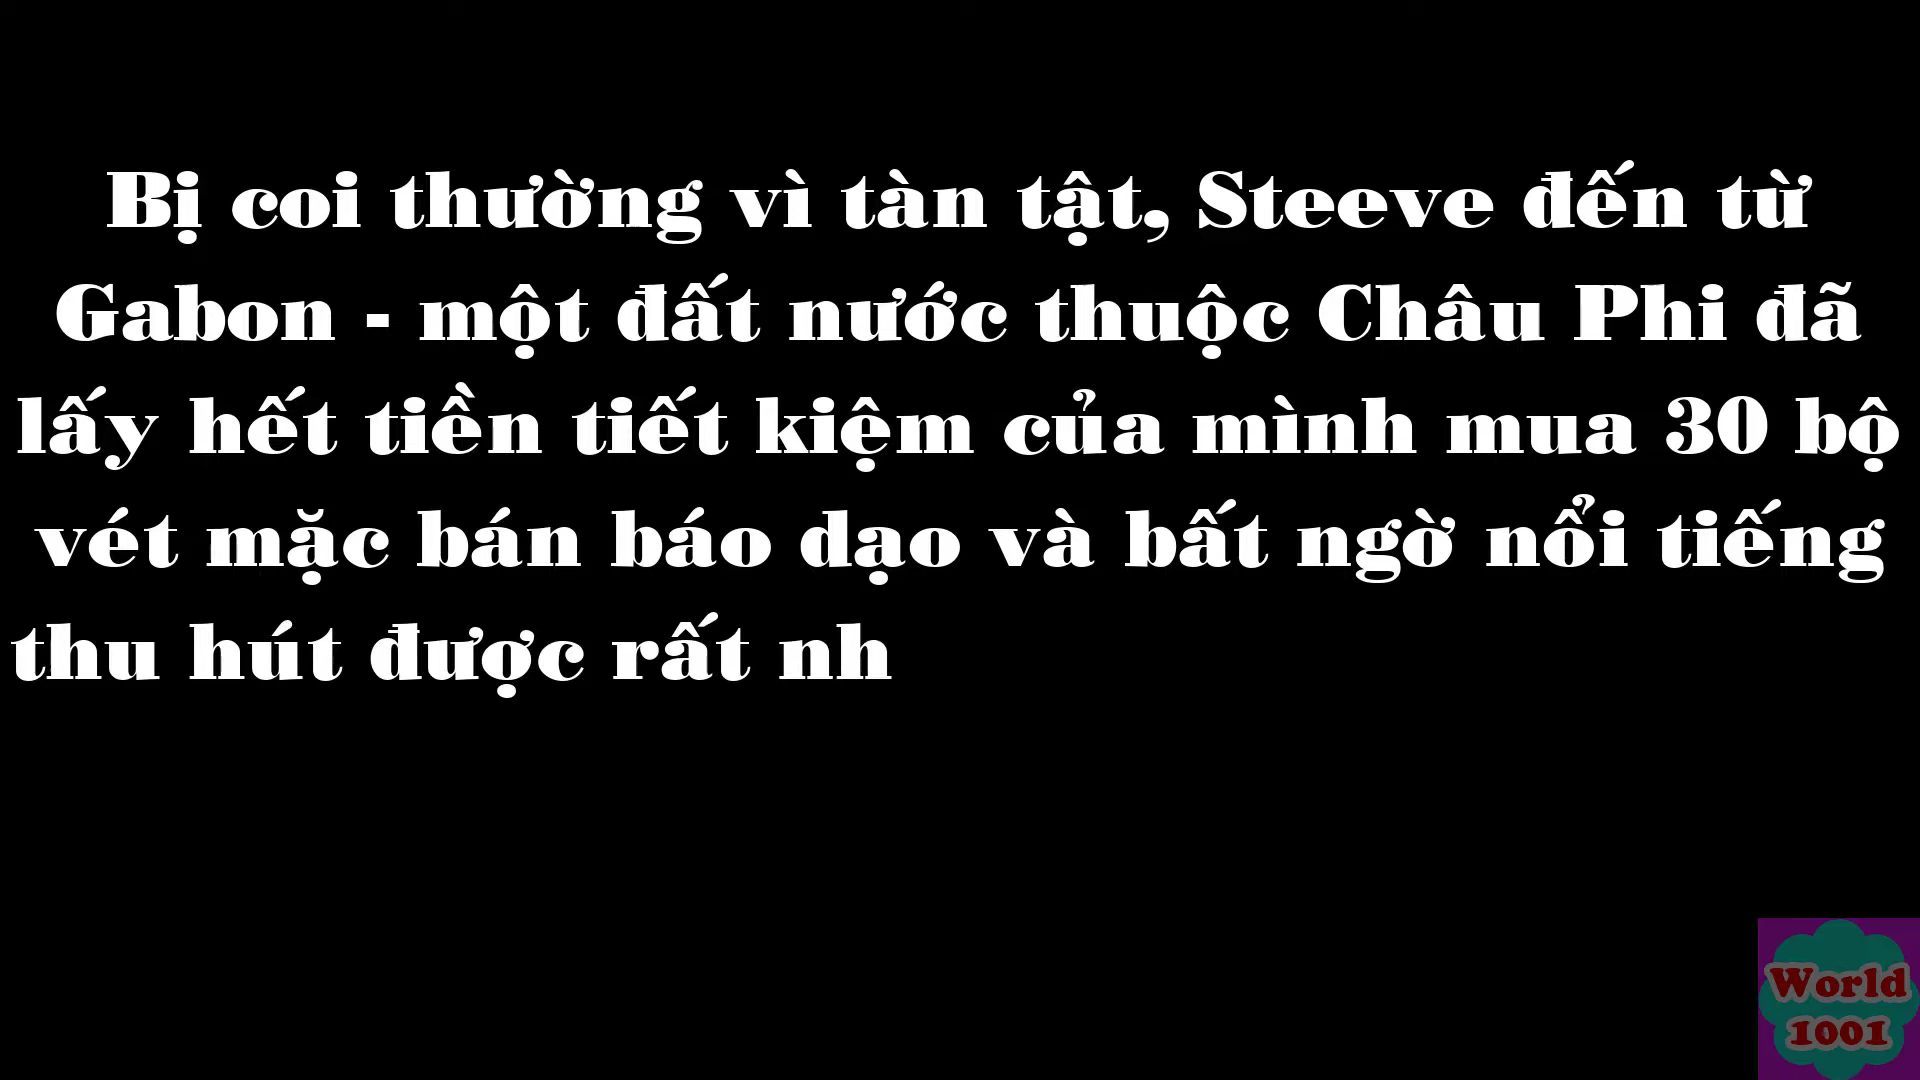 Bị coi thường vì tàn tật, Steeve đến từ
Gabon - một đất nước thuộc Châu Phi đã
lấy hết tiền tiết kiệm của mình mua 30 bộ
vét mặc bán báo dạo và bất ngờ nổi tiếng
thu hút được rất nh
World
1001